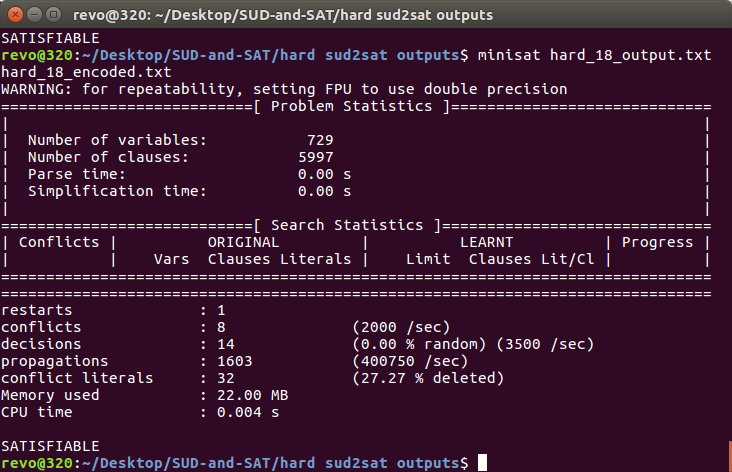 revo@320: ~/Desktop/SUD-and-SAT/hard sud2sat outputs
SATISFIABLE
revo@320:~/Desktop/SUD-and-SAT/hard sud2sat outputs$ minisat hard_18_output.txt
hard_18_encoded.txt
WARNING: for repeatability, setting FPU to use double precision
============================[ Problem Statistics ]=============================
|                                                                             |
|  Number of variables:           729                                         |
|  Number of clauses:            5997                                         |
|  Parse time:                   0.00 s                                       |
|  Simplification time:          0.00 s                                       |
|                                                                             |
============================[ Search Statistics ]==============================
| Conflicts |          ORIGINAL         |          LEARNT          | Progress |
|           |    Vars  Clauses Literals |    Limit  Clauses Lit/Cl |          |
===============================================================================
===============================================================================
restarts              : 1
conflicts             : 8              (2000 /sec)
decisions             : 14             (0.00 % random) (3500 /sec)
propagations          : 1603           (400750 /sec)
conflict literals     : 32             (27.27 % deleted)
Memory used           : 22.00 MB
CPU time              : 0.004 s
SATISFIABLE
revo@320:~/Desktop/SUD-and-SAT/hard sud2sat outputs$